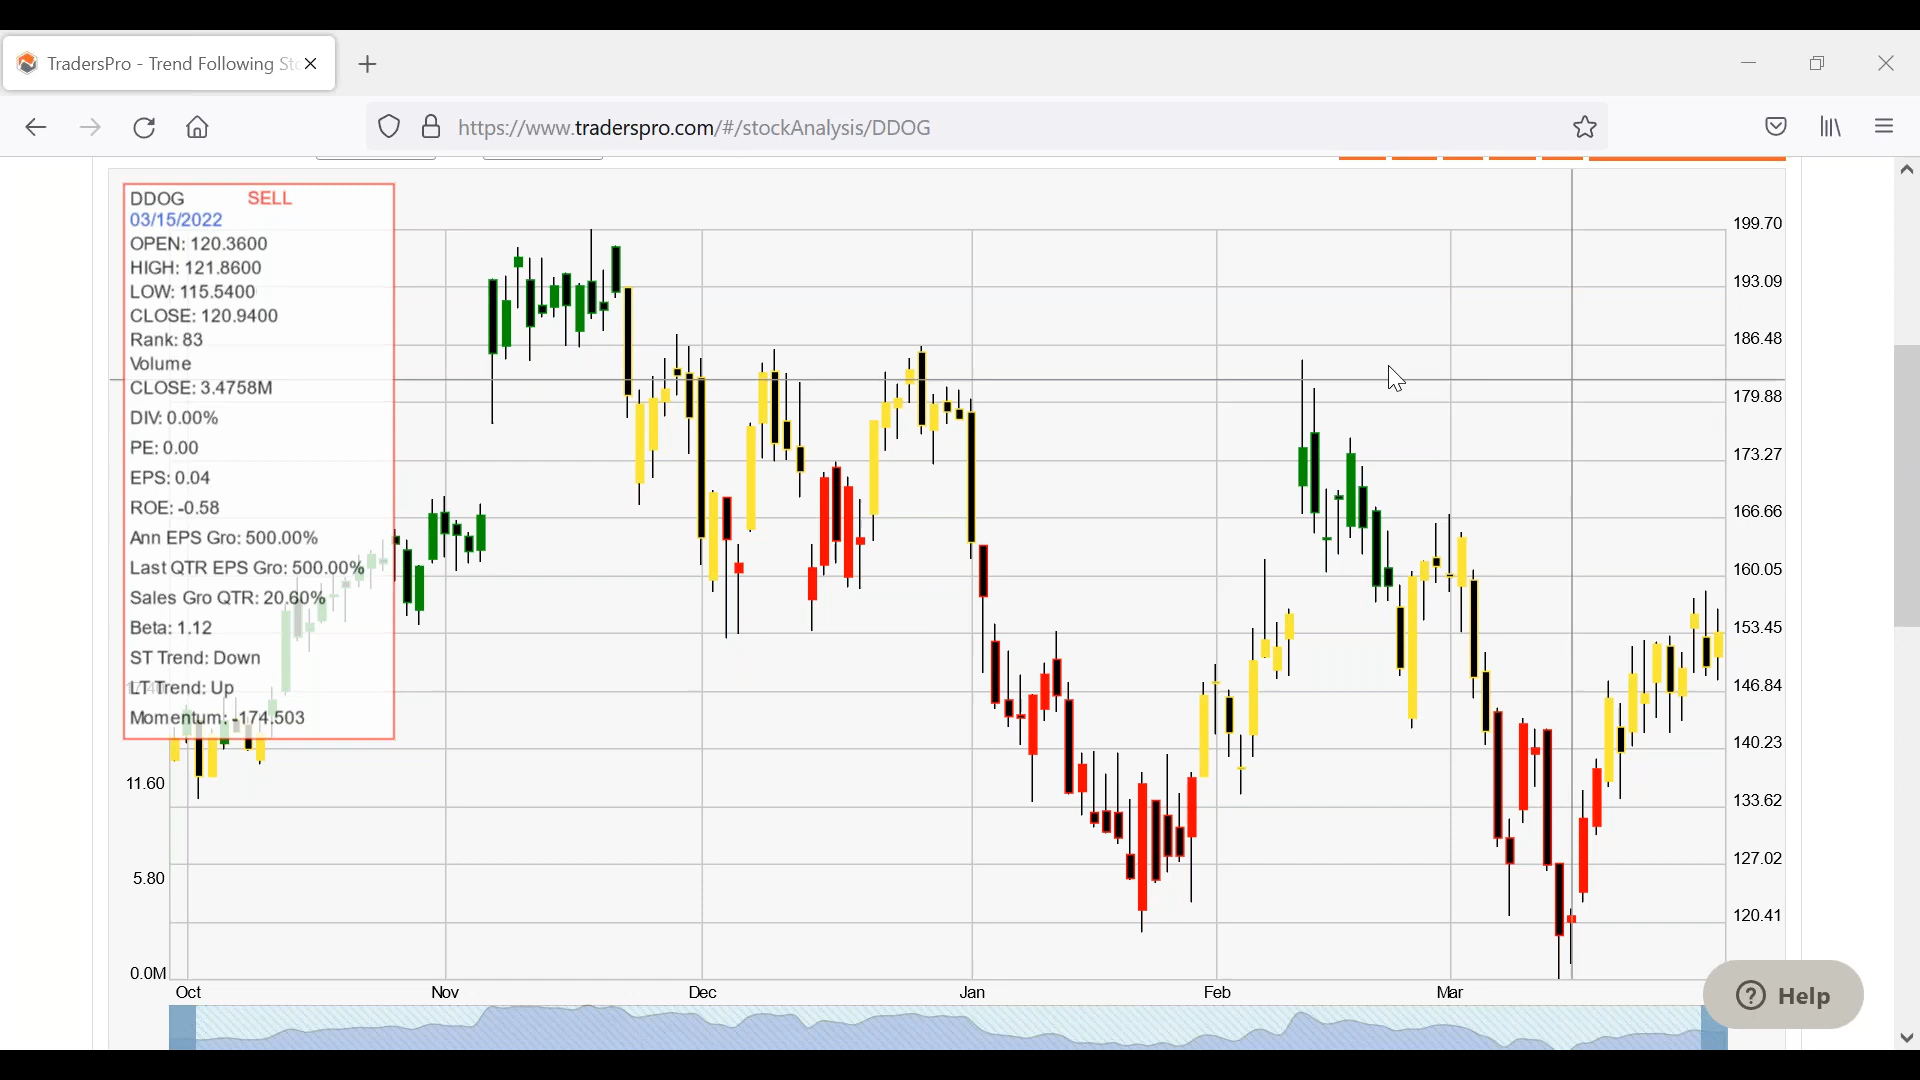 TradersPro - Trend Following Sto
https://www.traderspro.com/#/stockAnalysis/DDOG
DDOG SELL
03/15/2022
OPEN: 120.3600
HIGH: 121.8600
LOW: 115.5400
CLOSE: 120.9400
Rank: 83
Volume
CLOSE: 3.4758M
DIV: 0.00%
PE: 0.00
EPS: 0.04
ROE: -0.58
Ann EPS Gro: 500.00%
Last QTR EPS Gro: 500.00%
Sales Gro QTR: 20.60%
Beta: 1.12
ST Trend: Down
LT Trend: Up
Momentum: -174.503
11.60
5.80
0.0M
199.70
193.09
186.48
179.88
173.27
166.66
160.05
153.45
146.84
140.23
133.62
127.02
120.41
Oct Nov Dec Jan Feb Mar
Help